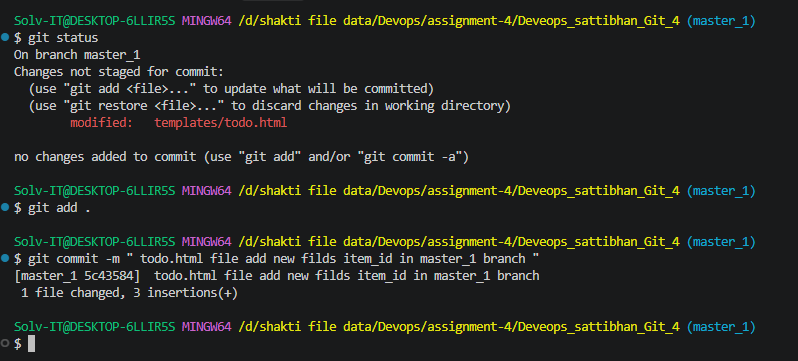 Solv-IT@DESKTOP-6LLIR5S MINGW64 /d/shakti file data/Devops/assignment-4/Deveops_sattibhan_Git_4 (master_1)
$ git status
On branch master_1
Changes not staged for commit:
  (use "git add <file>..." to update what will be committed)
  (use "git restore <file>..." to discard changes in working directory)
        modified:   templates/todo.html

no changes added to commit (use "git add" and/or "git commit -a")

Solv-IT@DESKTOP-6LLIR5S MINGW64 /d/shakti file data/Devops/assignment-4/Deveops_sattibhan_Git_4 (master_1)
$ git add .

Solv-IT@DESKTOP-6LLIR5S MINGW64 /d/shakti file data/Devops/assignment-4/Deveops_sattibhan_Git_4 (master_1)
$ git commit -m " todo.html file add new filds item_id in master_1 branch "
[master_1 5c43584]  todo.html file add new filds item_id in master_1 branch
 1 file changed, 3 insertions(+)

Solv-IT@DESKTOP-6LLIR5S MINGW64 /d/shakti file data/Devops/assignment-4/Deveops_sattibhan_Git_4 (master_1)
$